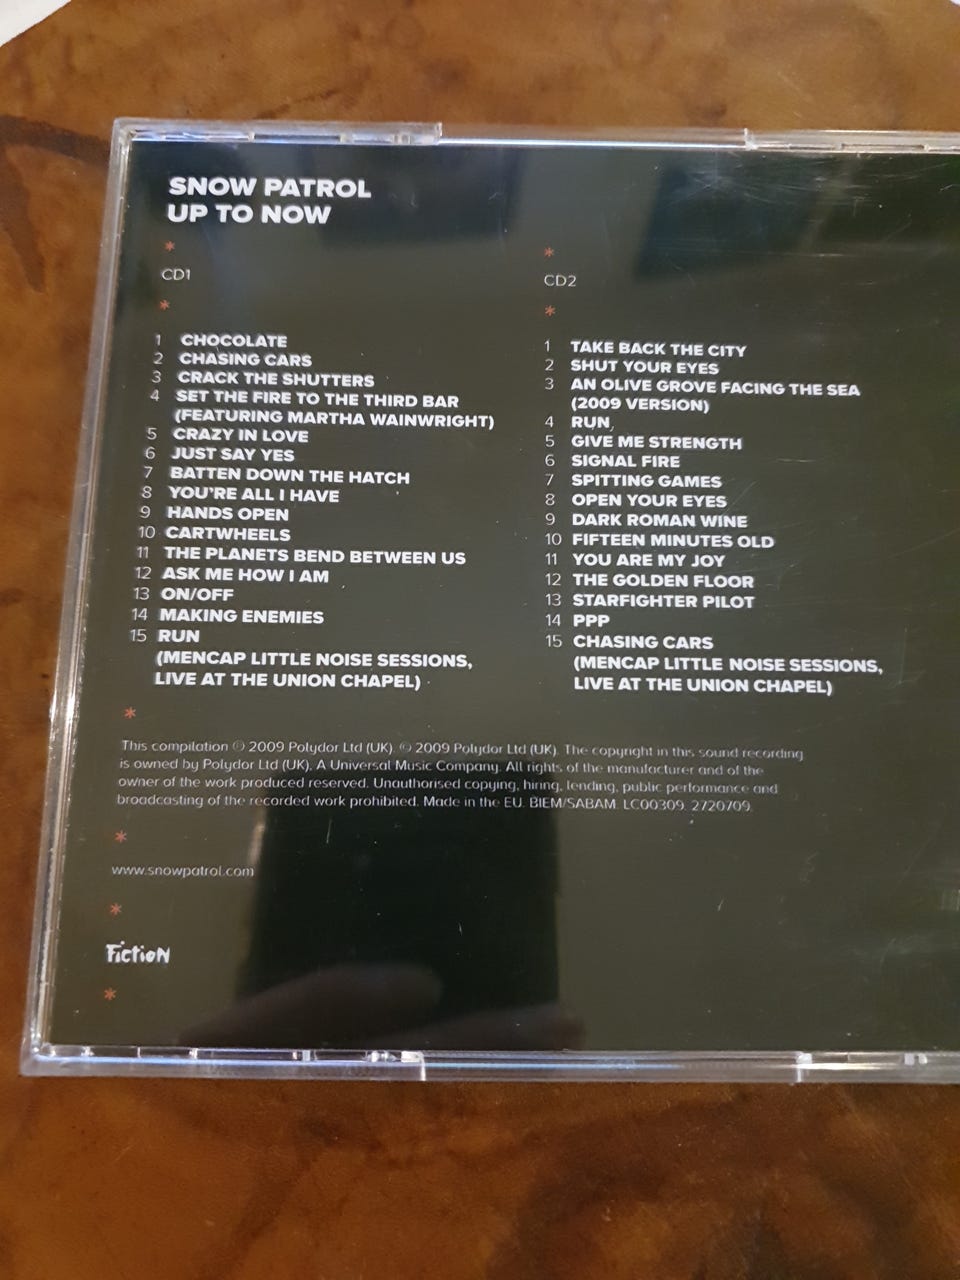 SNOW PATROL
UP TO NOW
*
CD1
*
1 CHOCOLATE
2 CHASING CARS
3 CRACK THE SHUTTERS
4 SET THE FIRE TO THE THIRD BAR
(FEATURING MARTHA WAINWRIGHT)
5 CRAZY IN LOVE
6 JUST SAY YES
7 BATTEN DOWN THE HATCH
8 YOU'RE ALL I HAVE
9 HANDS OPEN
10 CARTWHEELS
11 THE PLANETS BEND BETWEEN US
12 ASK ME HOW I AM
13 ON/OFF
14 MAKING ENEMIES
15 RUN
(MENCAP LITTLE NOISE SESSIONS,
LIVE AT THE UNION CHAPEL)
*
CD2
*
1 TAKE BACK THE CITY
2 SHUT YOUR EYES
3 AN OLIVE GROVE FACING THE SEA
(2009 VERSION)
4 RUN
5 GIVE ME STRENGTH
6 SIGNAL FIRE
7 SPITTING GAMES
8 OPEN YOUR EYES
9 DARK ROMAN WINE
10 FIFTEEN MINUTES OLD
11 YOU ARE MY JOY
12 THE GOLDEN FLOOR
13 STARFIGHTER PILOT
14 PPP
15 CHASING CARS
(MENCAP LITTLE NOISE SESSIONS,
LIVE AT THE UNION CHAPEL)
*
This compilation ℗ 2009 Polydor Ltd (UK). © 2009 Polydor Ltd (UK). The copyright in this sound recording
is owned by Polydor Ltd (UK). A Universal Music Company. All rights of the manufacturer and of the
owner of the work produced reserved. Unauthorised copying, hiring, lending, public performance and
broadcasting of the recorded work prohibited. Made in the EU. BIEM/SABAM. LC00309. 2720709.
*
www.snowpatrol.com
*
Fiction
*